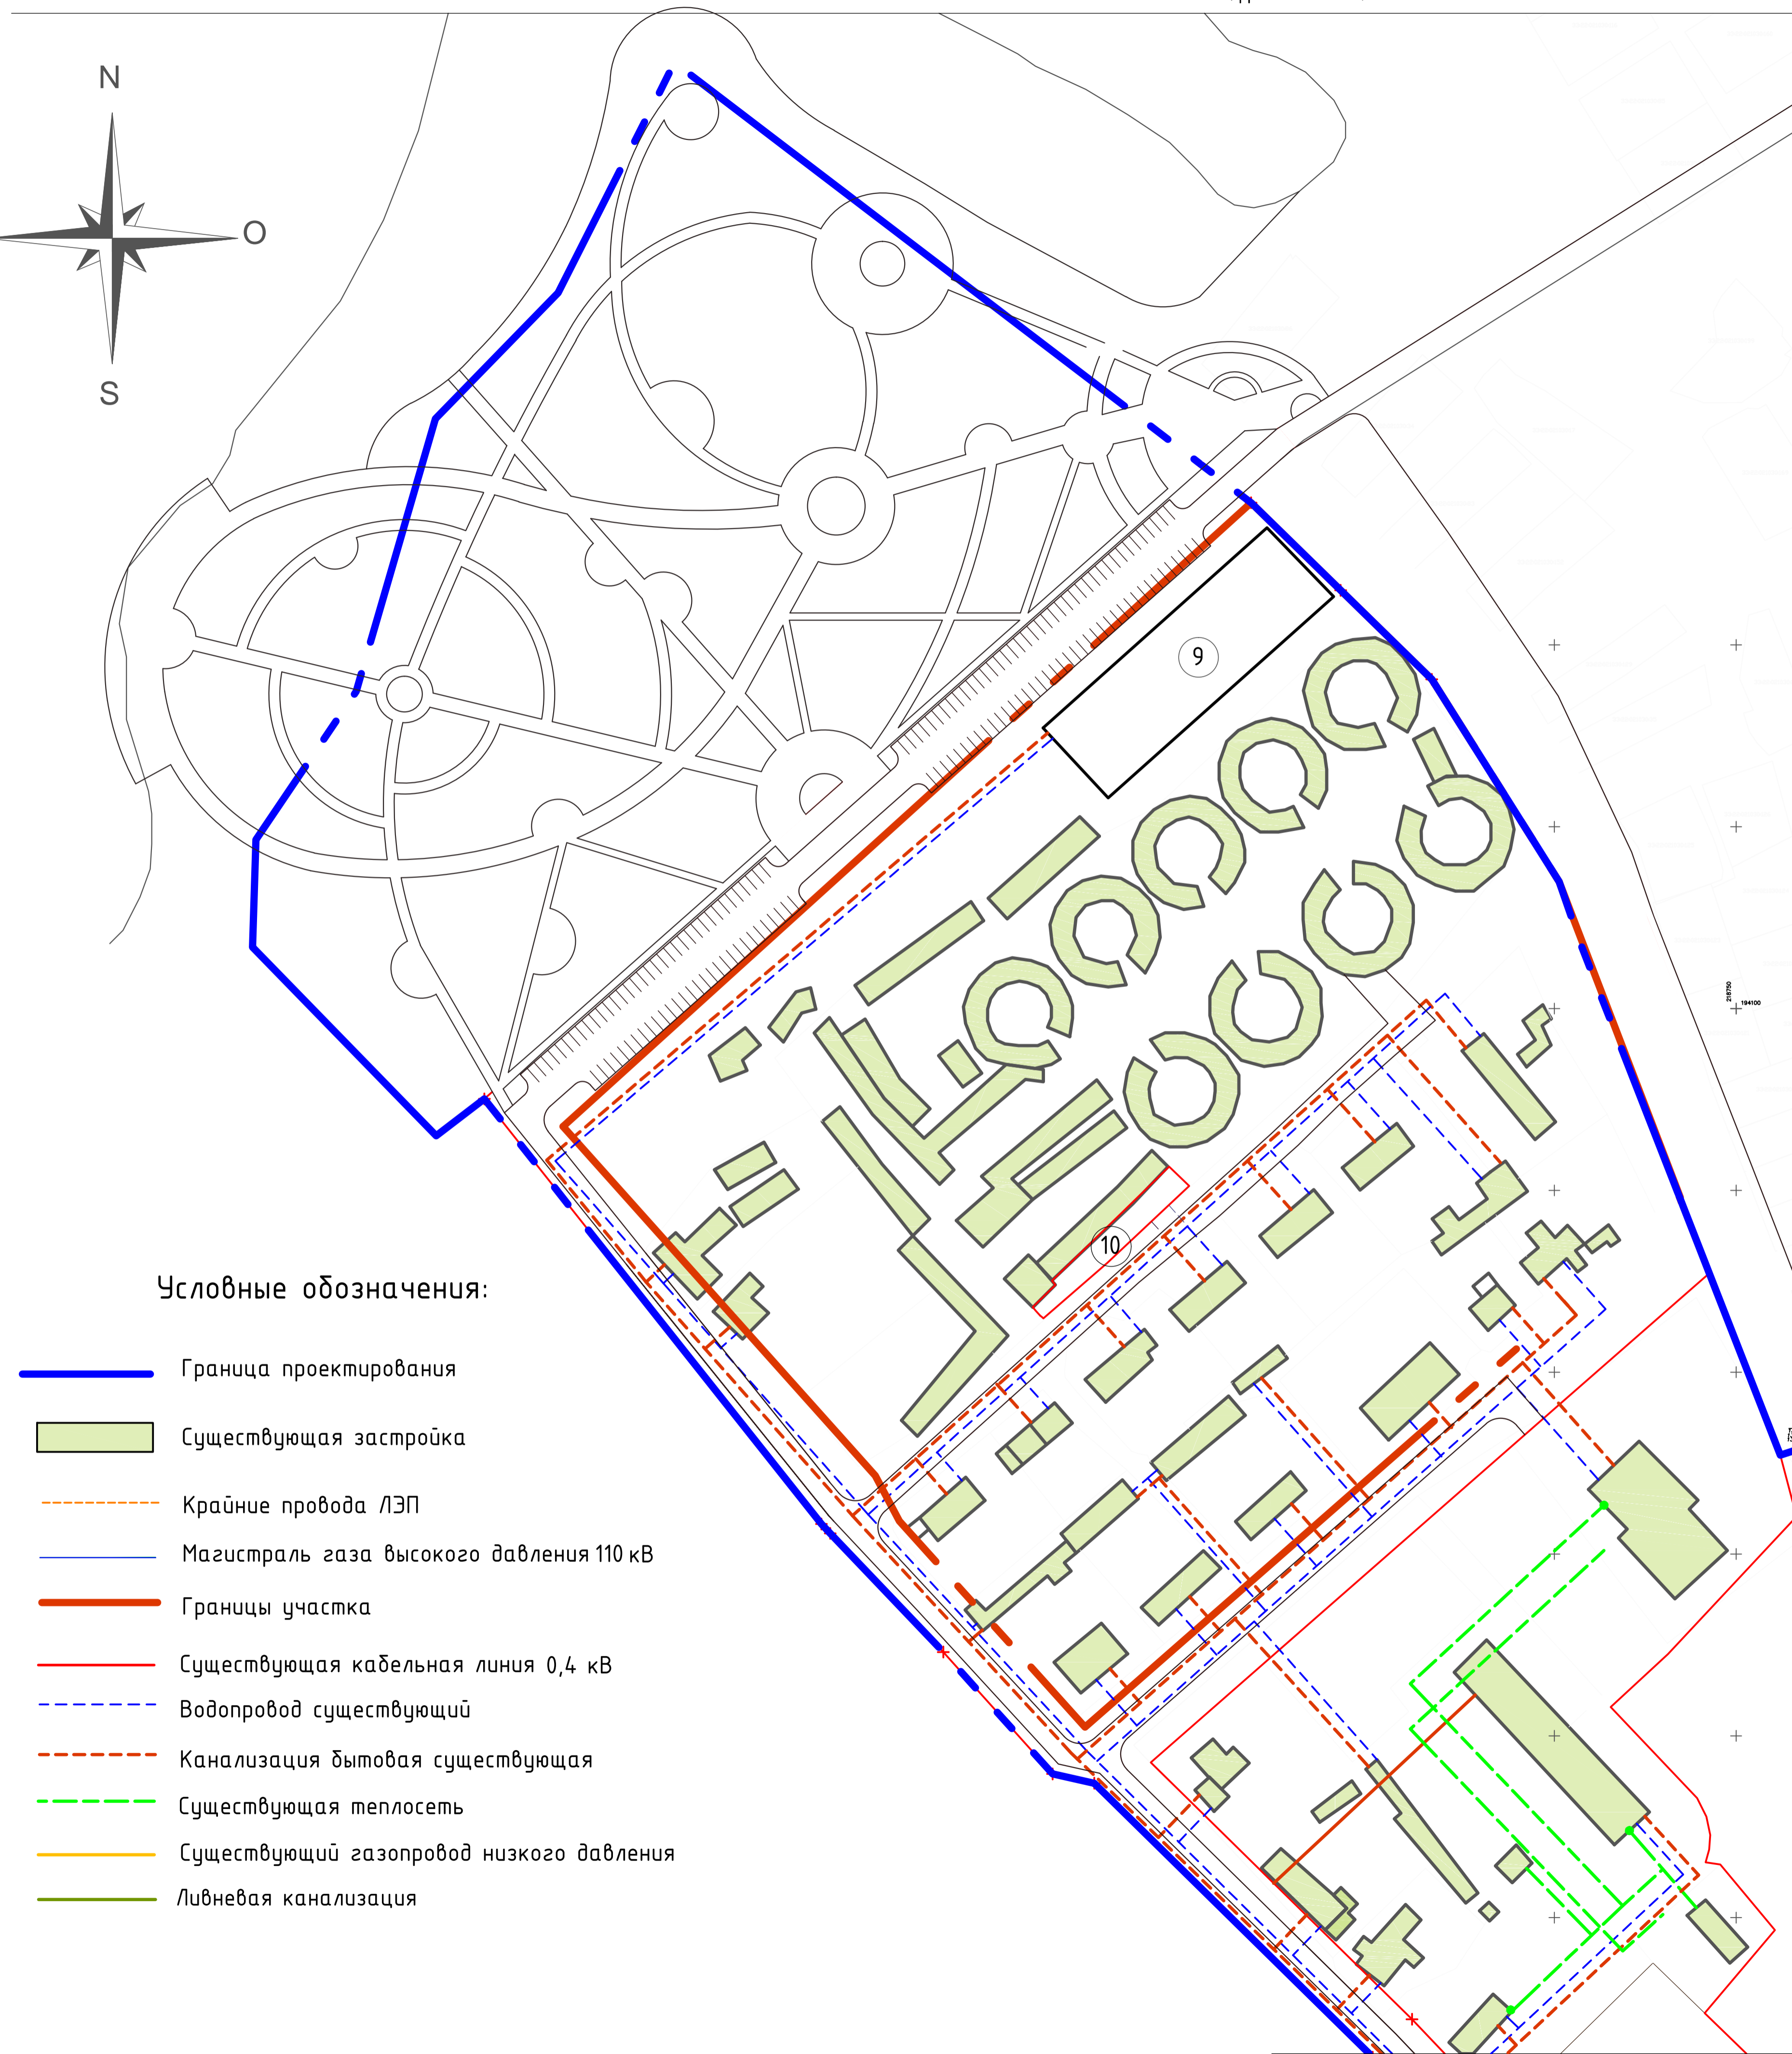 N
O
S
9
10
218750
194100
Условные обозначения:
Граница проектирования
Существующая застройка
Крайние провода ЛЭП
Магистраль газа высокого давления 110 кВ
Границы участка
Существующая кабельная линия 0,4 кВ
Водопровод существующий
Канализация бытовая существующая
Существующая теплосеть
Существующий газопровод низкого давления
Ливневая канализация